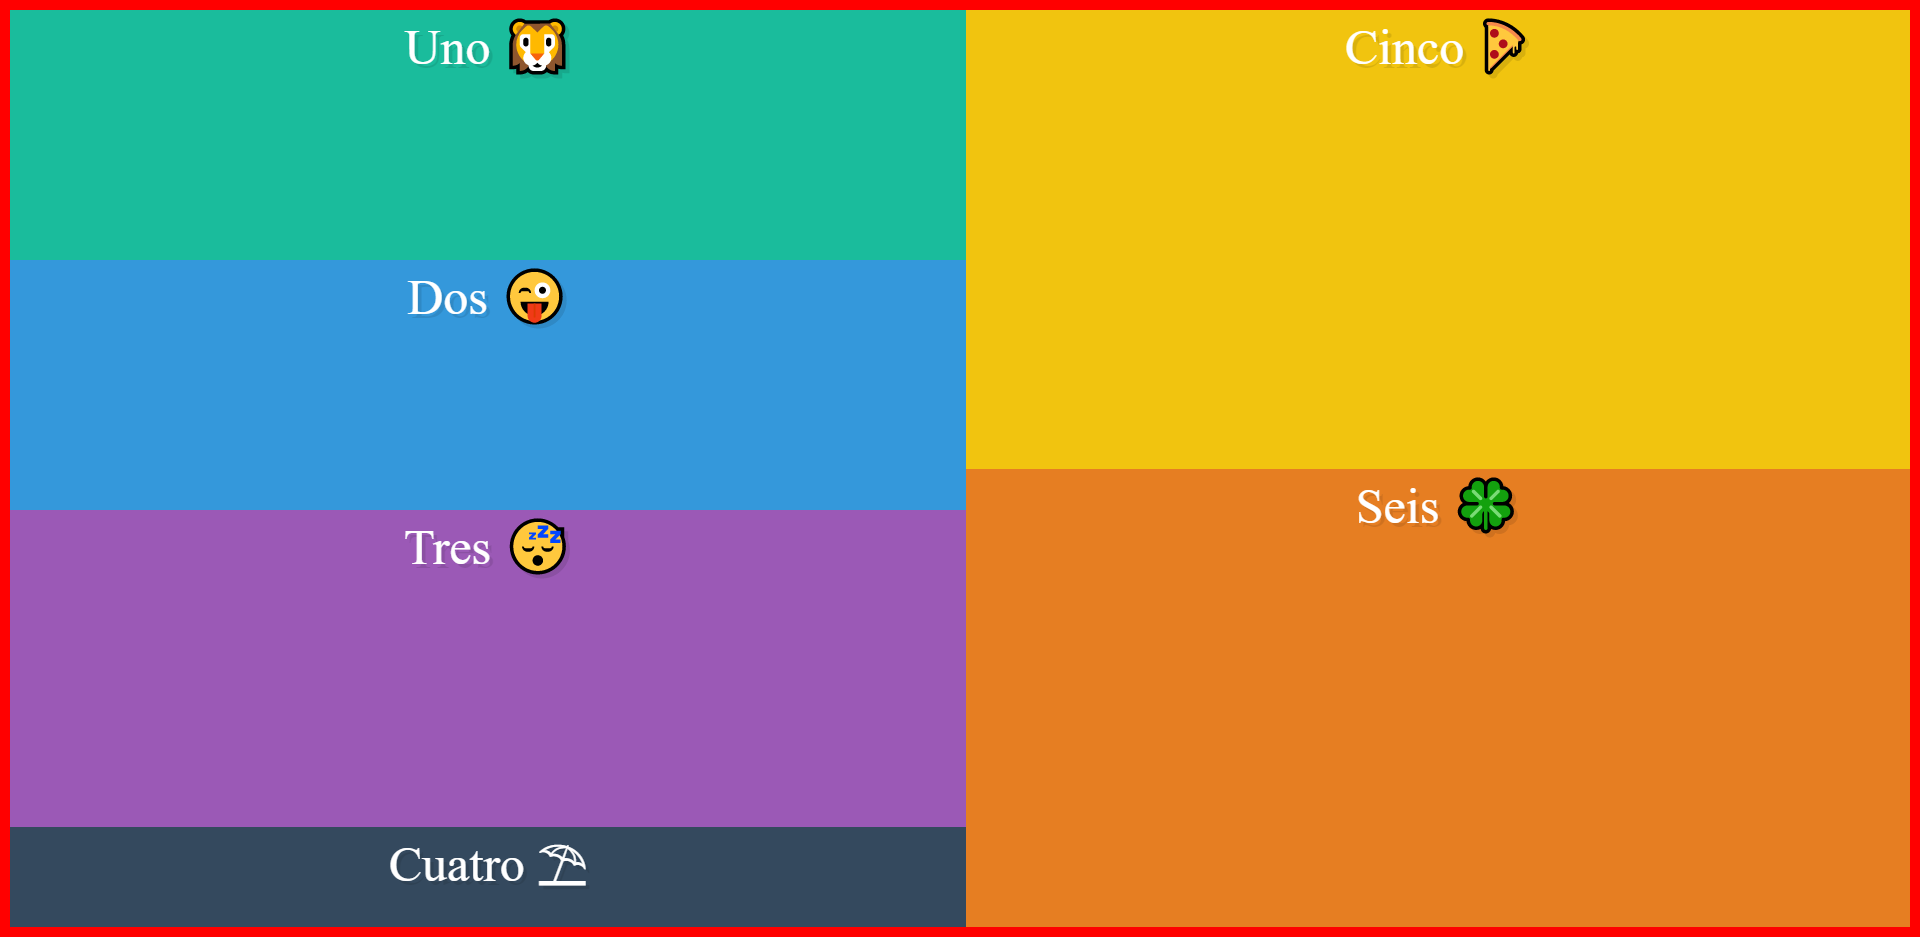 Uno 🦁
Dos 😜
Tres 😴
Cuatro ⛱
Cinco 🍕
Seis 🍀